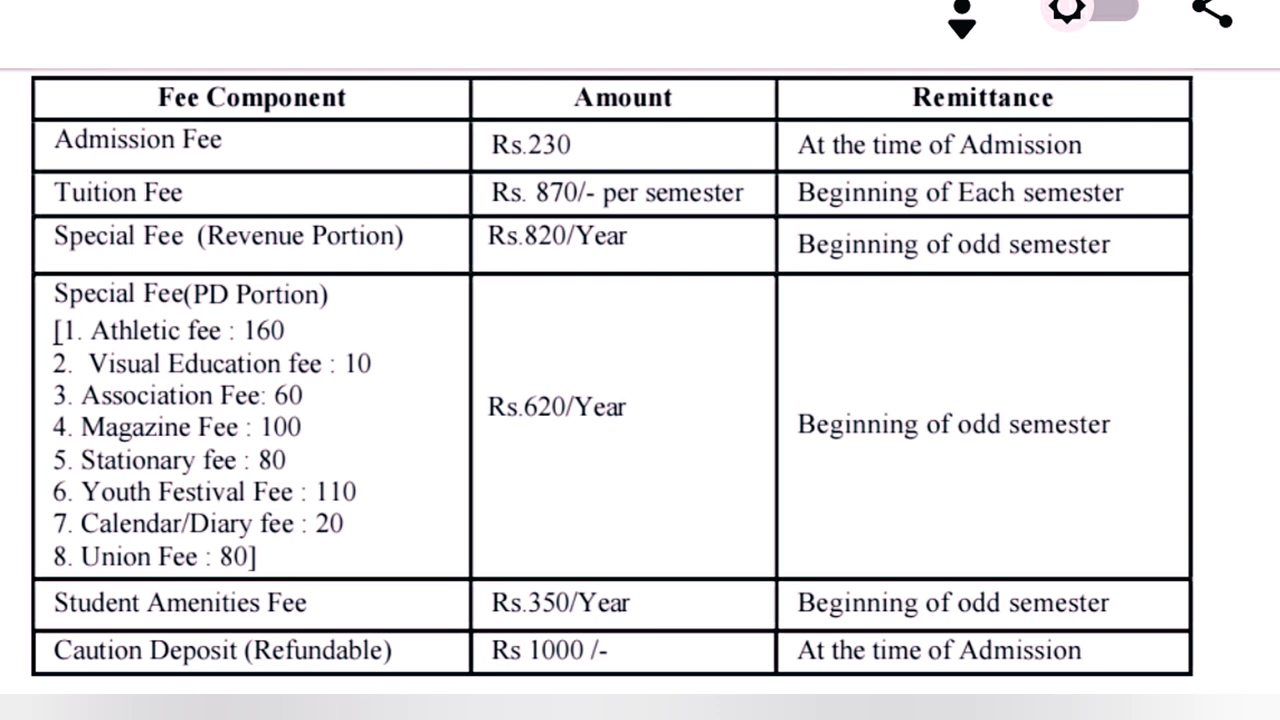 Fee Component Amount Remittance
Admission Fee Rs.230 At the time of Admission
Tuition Fee Rs. 870/- per semester Beginning of Each semester
Special Fee (Revenue Portion) Rs.820/Year Beginning of odd semester
Special Fee(PD Portion)
[1. Athletic fee : 160
2. Visual Education fee : 10
3. Association Fee: 60
4. Magazine Fee : 100
5. Stationary fee : 80
6. Youth Festival Fee : 110
7. Calendar/Diary fee : 20
8. Union Fee : 80]
Rs.620/Year
Beginning of odd semester
Student Amenities Fee Rs.350/Year Beginning of odd semester
Caution Deposit (Refundable) Rs 1000 /- At the time of Admission